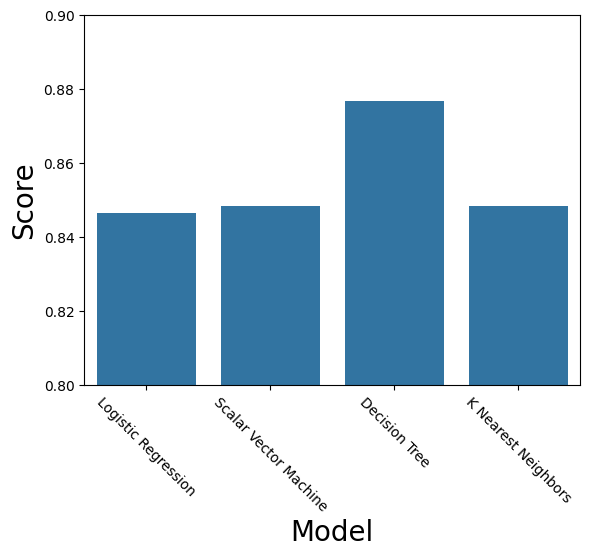 Score
0.90
0.88
0.86
0.84
0.82
0.80
Logistic Regression
Scalar Vector Machine
Decision Tree
K Nearest Neighbors
Model